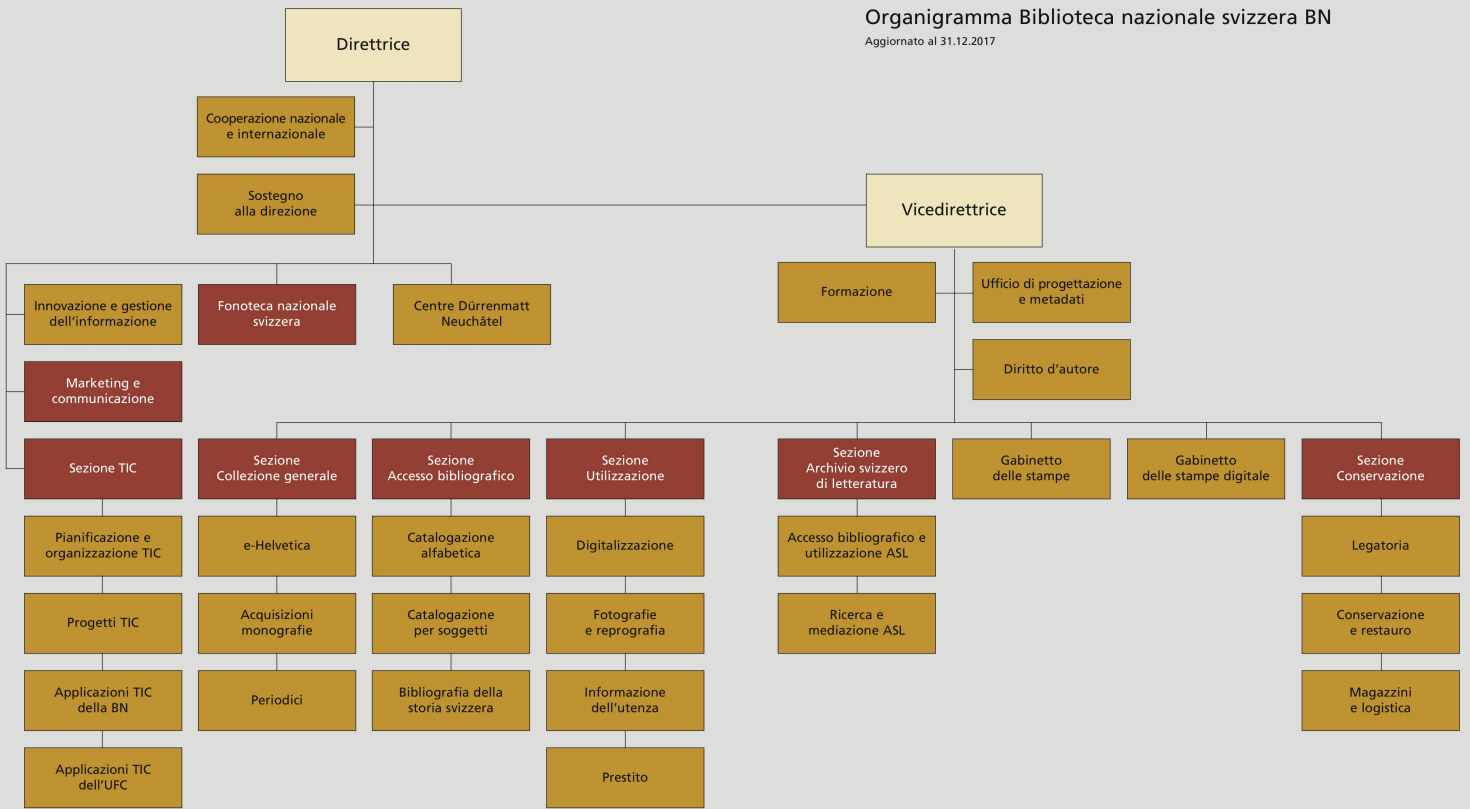 Organigramma Biblioteca nazionale svizzera BN
Aggiornato al 31.12.2017
Direttrice
Cooperazione nazionale
e internazionale
Sostegno
alla direzione
Vicedirettrice
Innovazione e gestione
dell'informazione
Fonoteca nazionale
svizzera
Centre Dürrenmatt
Neuchâtel
Formazione
Ufficio di progettazione
e metadati
Marketing e
communicazione
Diritto d'autore
Sezione TIC
Sezione
Collezione generale
Sezione
Accesso bibliografico
Sezione
Utilizzazione
Sezione
Archivio svizzero
di letteratura
Gabinetto
delle stampe
Gabinetto
delle stampe digitale
Sezione
Conservazione
Pianificazione e
organizzazione TIC
e-Helvetica
Catalogazione
alfabetica
Digitalizzazione
Accesso bibliografico e
utilizzazione ASL
Legatoria
Progetti TIC
Acquisizioni
monografie
Catalogazione
per soggetti
Fotografie
e reprografia
Ricerca e
mediazione ASL
Conservazione
e restauro
Applicazioni TIC
della BN
Periodici
Bibliografia della
storia svizzera
Informazione
dell'utenza
Magazzini
e logistica
Applicazioni TIC
dell'UFC
Prestito